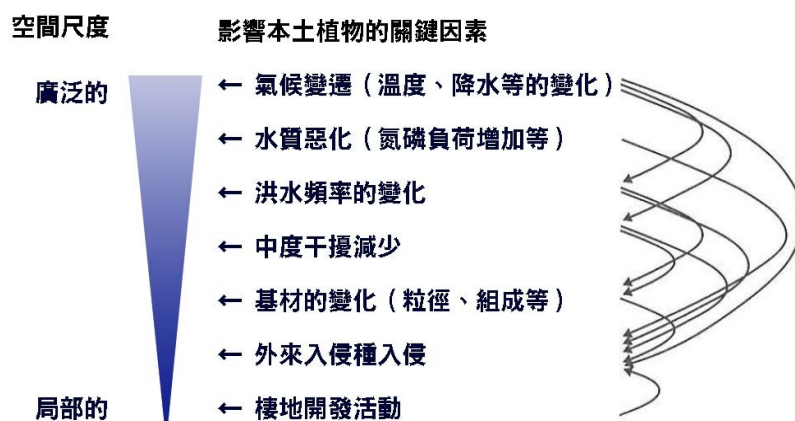 空間尺度
影響本土植物的關鍵因素
廣泛的
← 氣候變遷（溫度、降水等的變化）
← 水質惡化（氮磷負荷增加等）
← 洪水頻率的變化
← 中度干擾減少
← 基材的變化（粒徑、組成等）
← 外來入侵種入侵
局部的
← 棲地開發活動